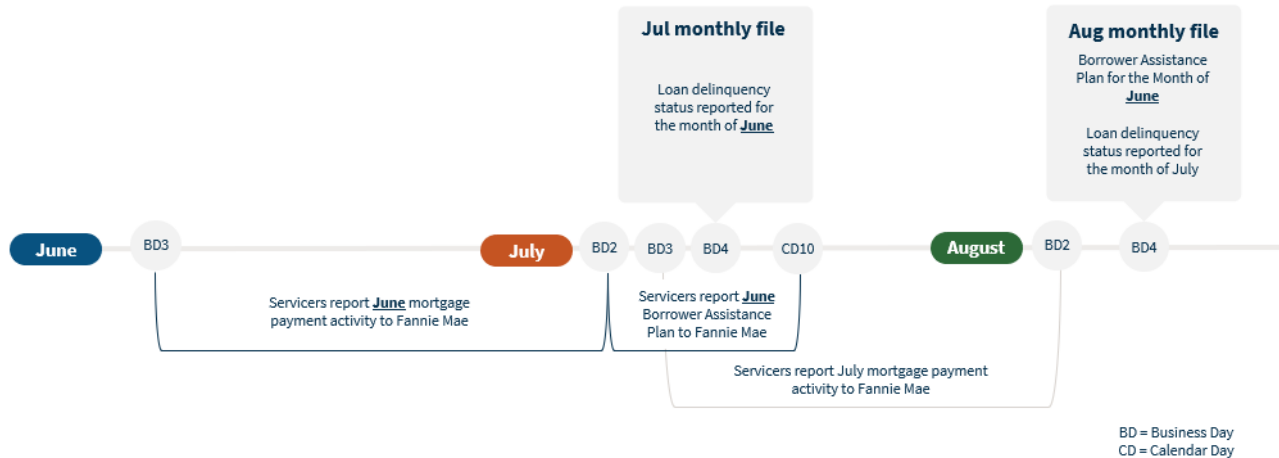 Jul monthly file
Loan delinquency
status reported for
the month of June
Aug monthly file
Borrower Assistance
Plan for the Month of
June
Loan delinquency
status reported for
the month of July
June
BD3
July
BD2
BD3
BD4
CD10
August
BD2
BD4
Servicers report June mortgage
payment activity to Fannie Mae
Servicers report June
Borrower Assistance
Plan to Fannie Mae
Servicers report July mortgage payment
activity to Fannie Mae
BD = Business Day
CD = Calendar Day